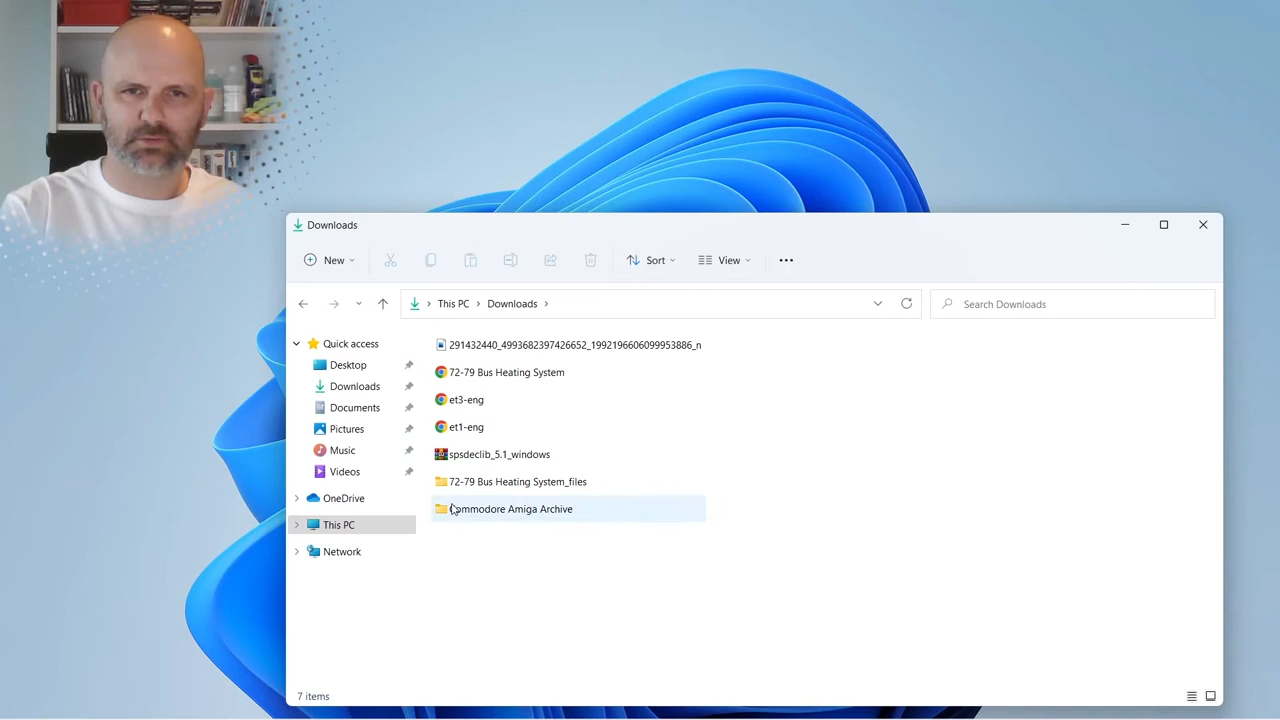 Downloads
New
Sort
View
This PC
Downloads
Search Downloads
Quick access
Desktop
Downloads
Documents
Pictures
Music
Videos
OneDrive
This PC
Network
291432440_4993682397426652_1992196606099953886_n
72-79 Bus Heating System
et3-eng
et1-eng
spsdeclib_5.1_windows
72-79 Bus Heating System_files
Commodore Amiga Archive
7 items